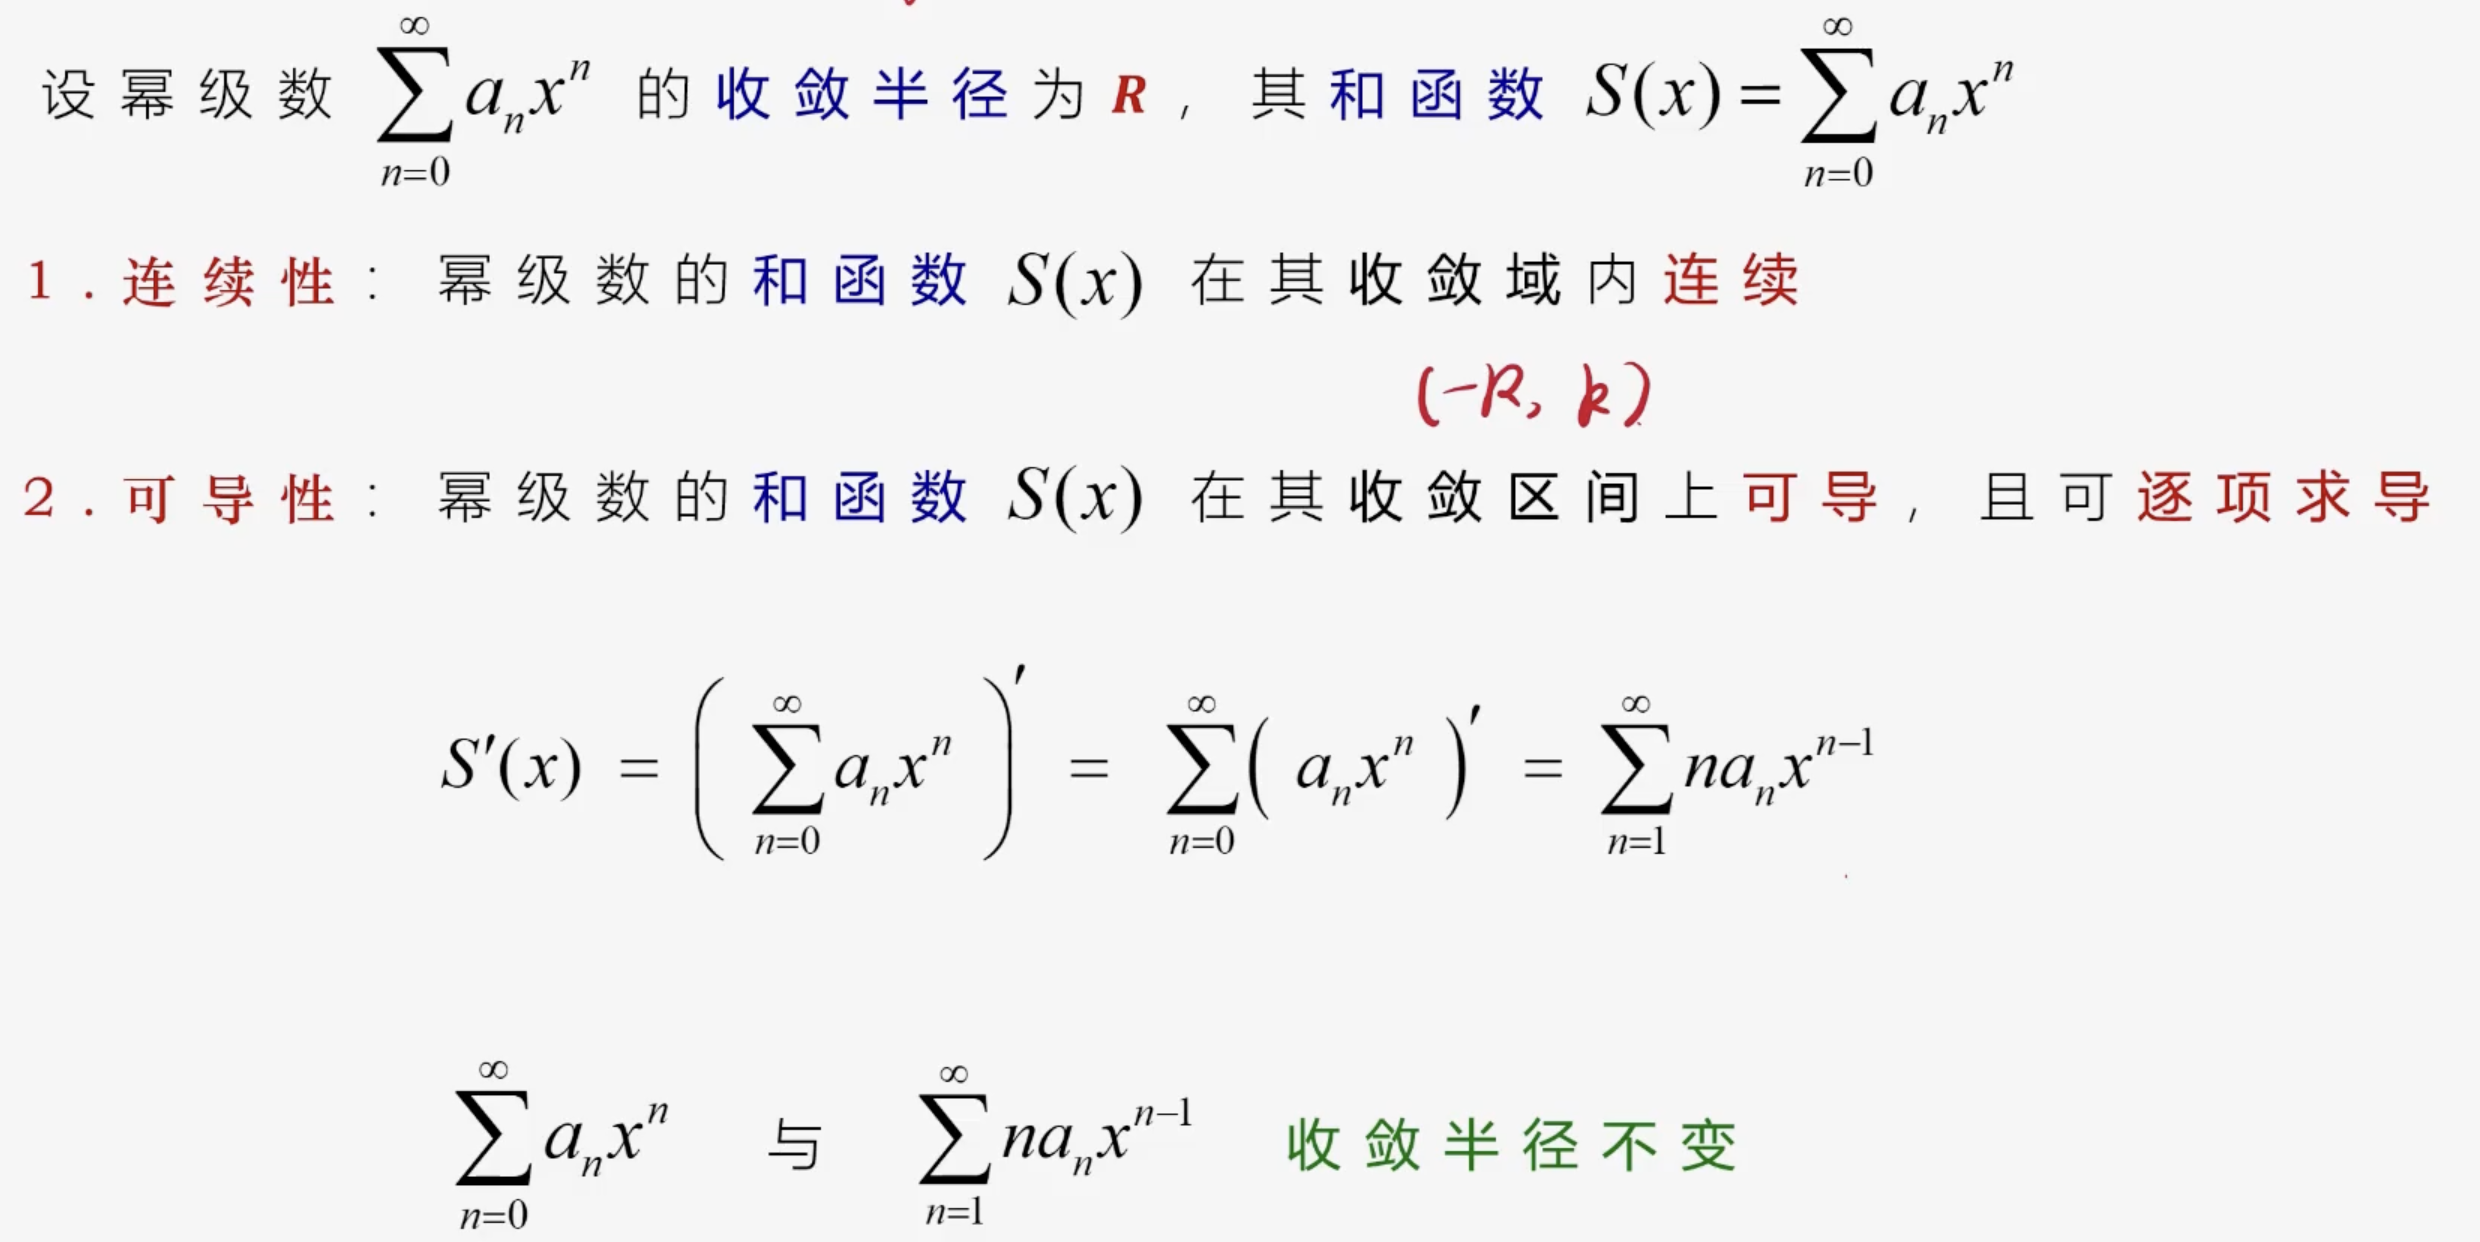 设幂级数 $\sum_{n=0}^{\infty} a_n x^n$ 的收敛半径为 R , 其和函数 $S(x) = \sum_{n=0}^{\infty} a_n x^n$
1.连续性: 幂级数的和函数 S(x) 在其收敛域内连续
(-R, R)
2.可导性: 幂级数的和函数 S(x) 在其收敛区间上可导, 且可逐项求导
$S'(x) = \left( \sum_{n=0}^{\infty} a_n x^n \right)' = \sum_{n=0}^{\infty} \left( a_n x^n \right)' = \sum_{n=1}^{\infty} n a_n x^{n-1}$
$\sum_{n=0}^{\infty} a_n x^n$ 与 $\sum_{n=1}^{\infty} n a_n x^{n-1}$ 收敛半径不变